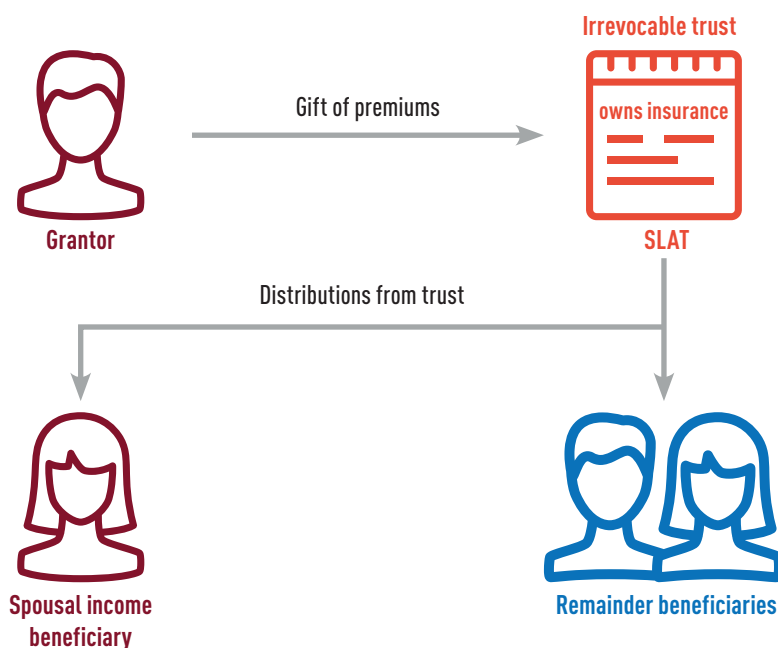 Irrevocable trust
Gift of premiums
owns insurance
Grantor
SLAT
Distributions from trust
Spousal income
beneficiary
Remainder beneficiaries